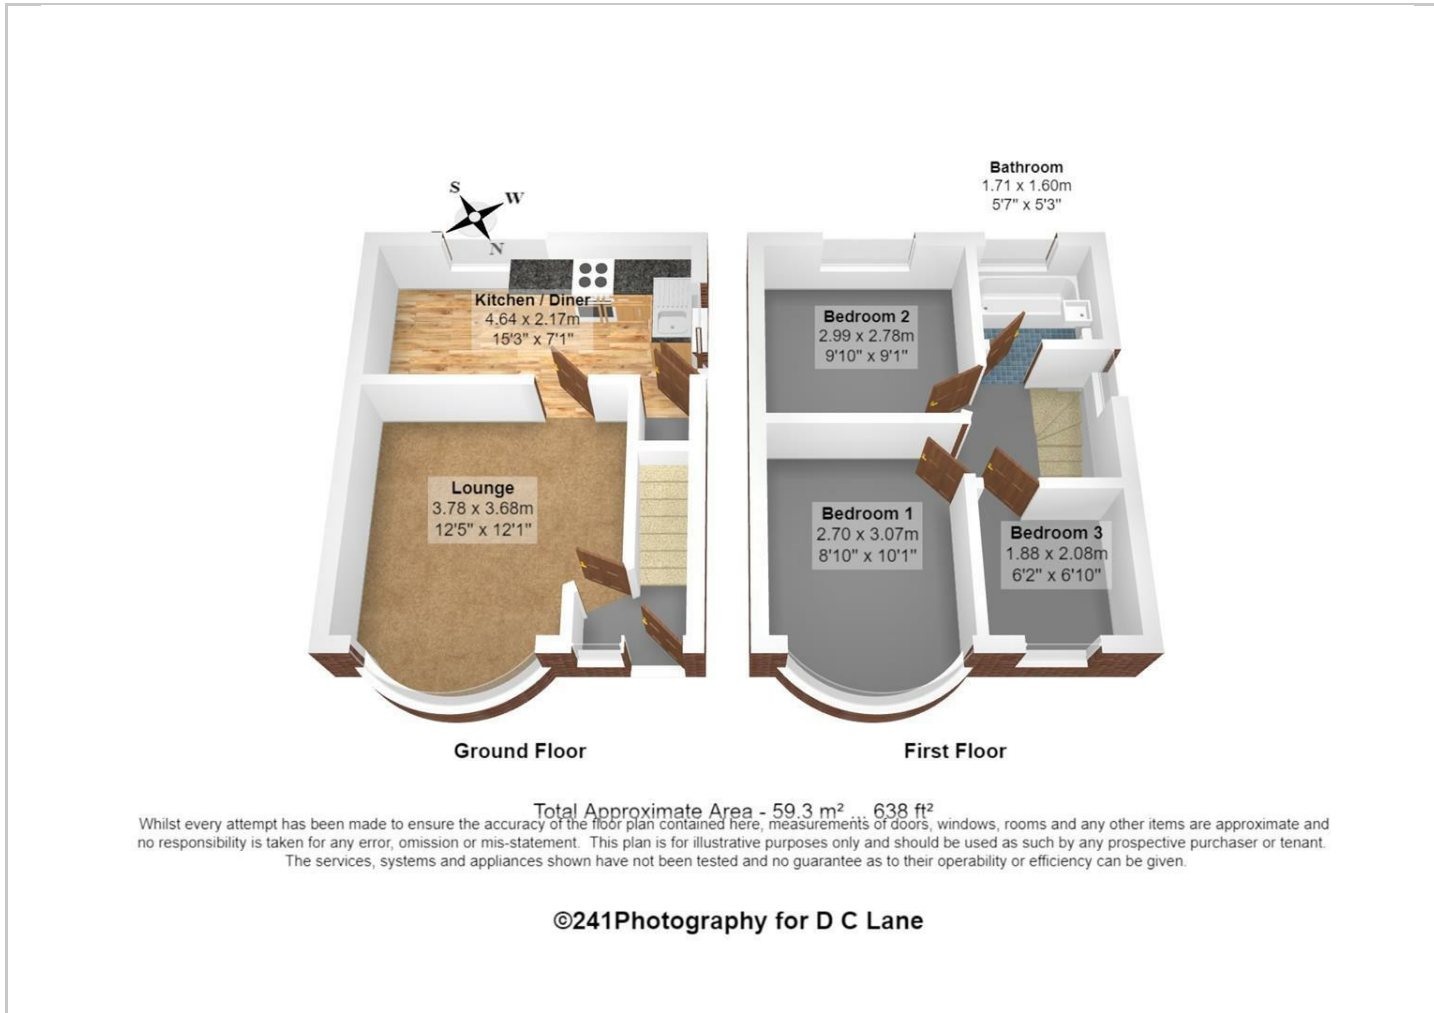 Bathroom
1.71 x 1.60m
5'7" x 5'3"
S
W
N
Kitchen / Diner
4.64 x 2.17m
15'3" x 7'1"
Bedroom 2
2.99 x 2.78m
9'10" x 9'1"
Lounge
3.78 x 3.68m
12'5" x 12'1"
Bedroom 1
2.70 x 3.07m
8'10" x 10'1"
Bedroom 3
1.88 x 2.08m
6'2" x 6'10"
Ground Floor
First Floor
Total Approximate Area - 59.3 m² ... 638 ft²
Whilst every attempt has been made to ensure the accuracy of the floor plan contained here, measurements of doors, windows, rooms and any other items are approximate and
no responsibility is taken for any error, omission or mis-statement. This plan is for illustrative purposes only and should be used as such by any prospective purchaser or tenant.
The services, systems and appliances shown have not been tested and no guarantee as to their operability or efficiency can be given.
©241Photography for D C Lane